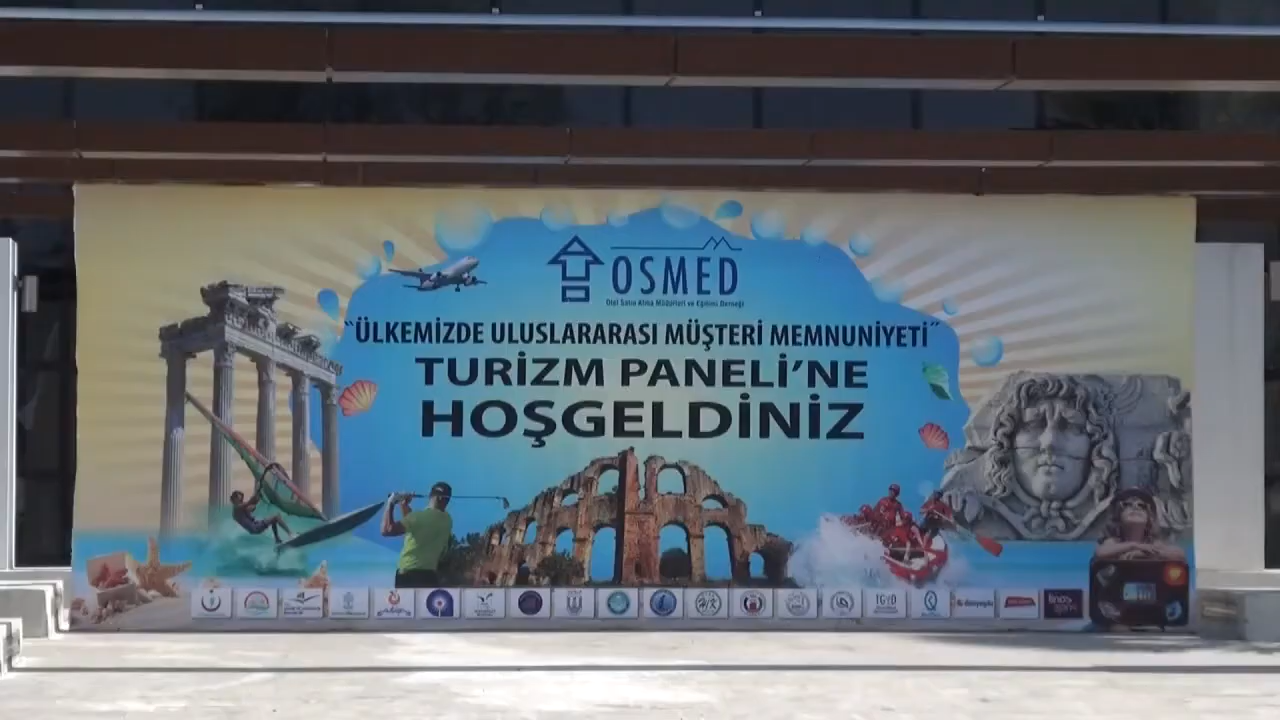 OSMED
Otel Satın Alma Müdürleri ve Eğitimi Derneği
"ÜLKEMİZDE ULUSLARARASI MÜŞTERİ MEMNUNİYETİ"
TURİZM PANELİ'NE
HOŞGELDİNİZ